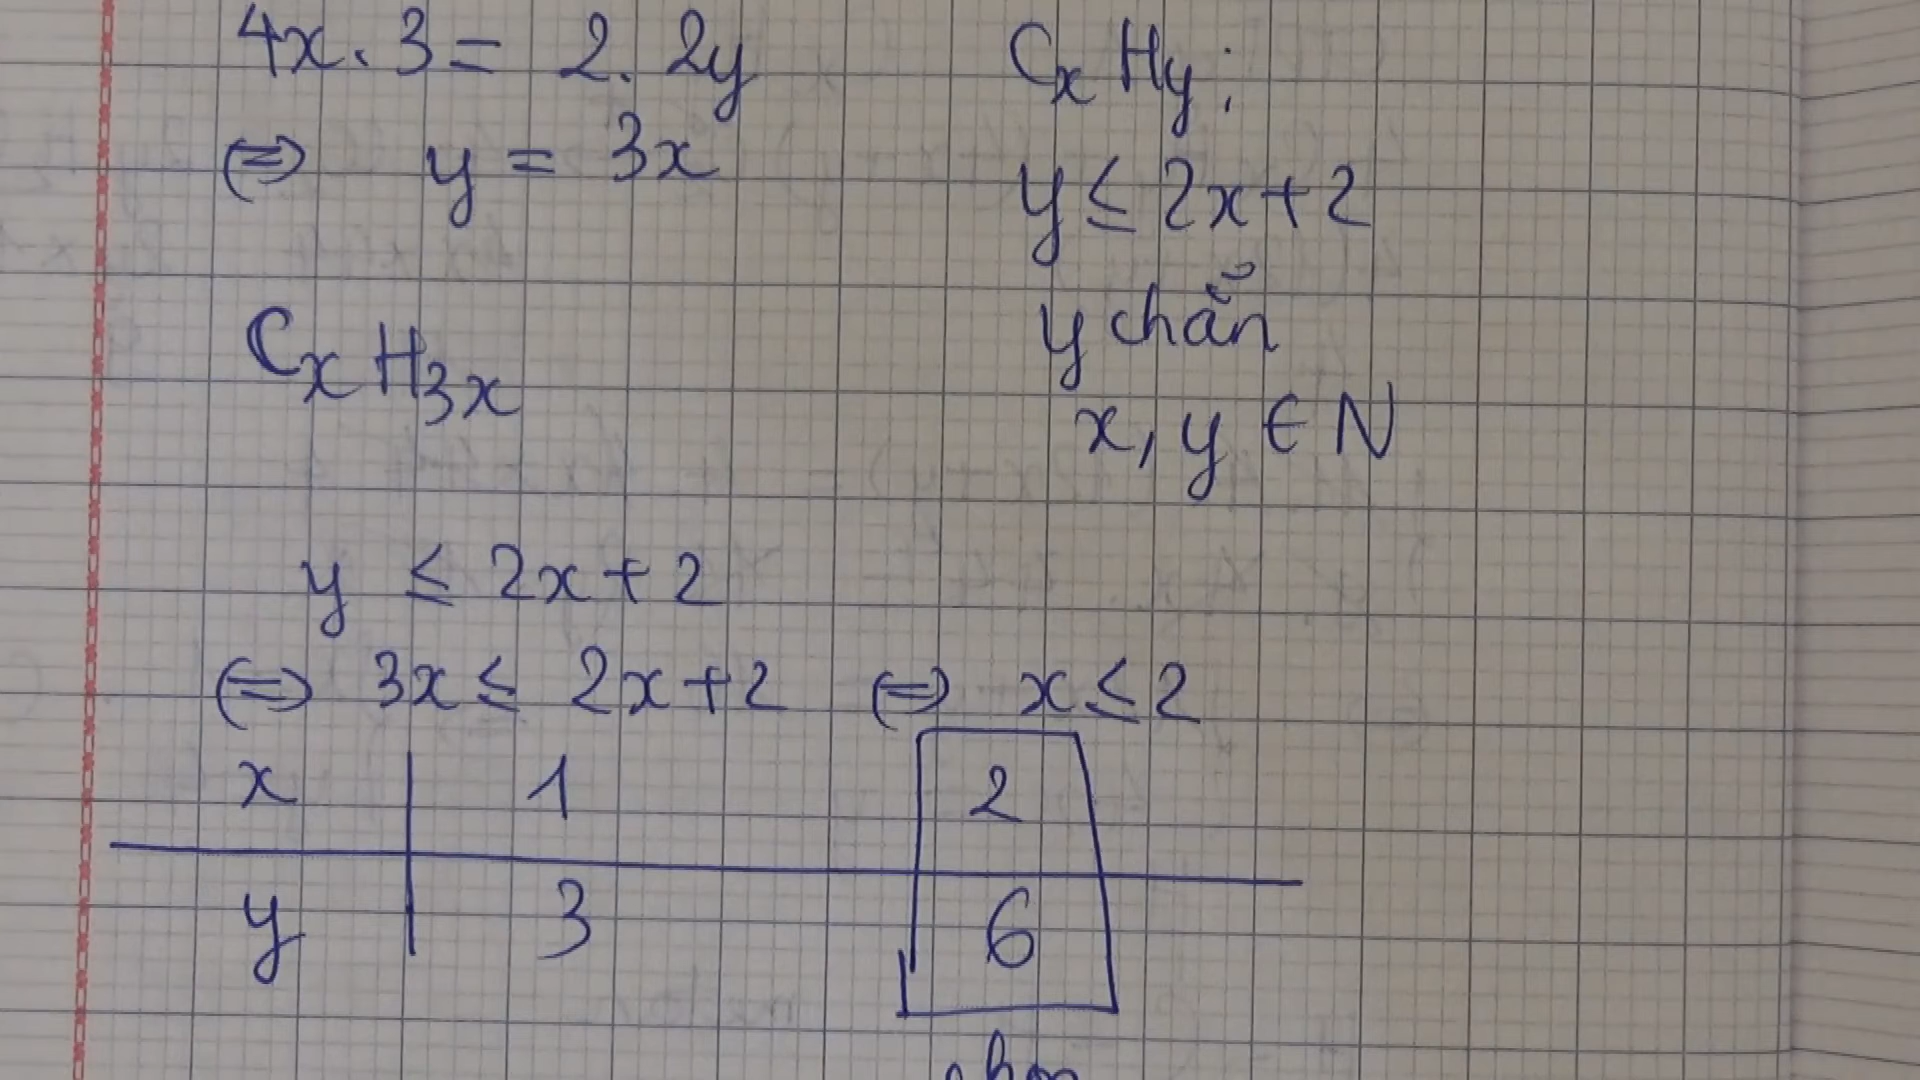 4x.3 = 2.2y
CxHy:
⇔ y = 3x
y ≤ 2x+2
y chẵn
CxH3x
x, y ∈ N
y ≤ 2x+2
⇔ 3x ≤ 2x+2 ⇔ x ≤ 2
x | 1 2
y | 3 6